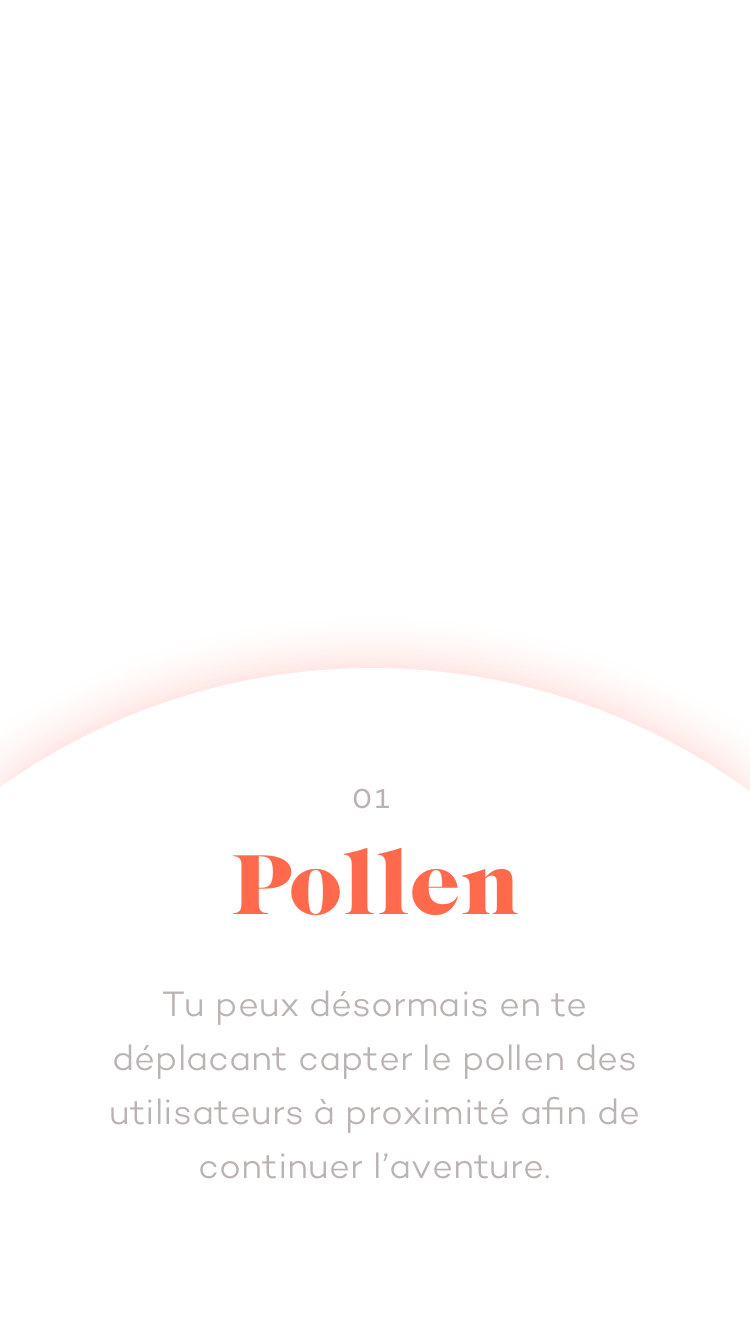 01
Pollen
Tu peux désormais en te
déplacant capter le pollen des
utilisateurs à proximité afin de
continuer l’aventure.